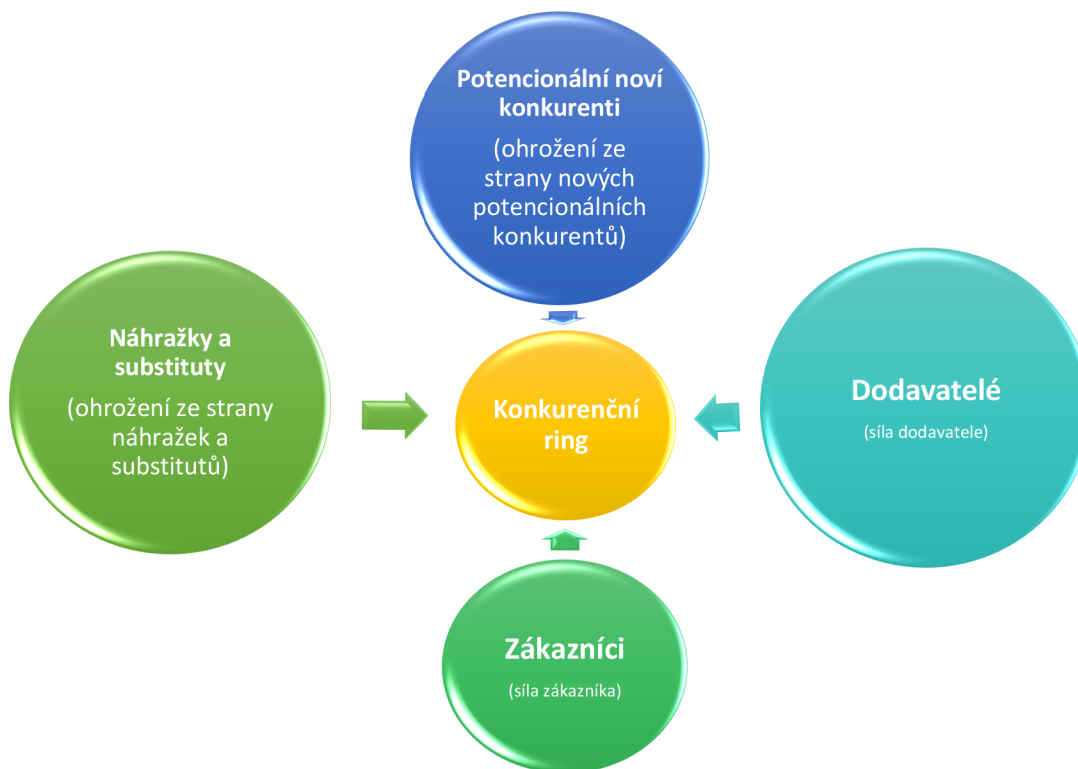 Potencionální noví
konkurenti
(ohrožení ze
strany nových
potencionálních
konkurentů)
Náhražky a
substituty
(ohrožení ze strany
náhražek a
substitutů)
Konkurenční
ring
Dodavatelé
(síla dodavatele)
Zákazníci
(síla zákazníka)